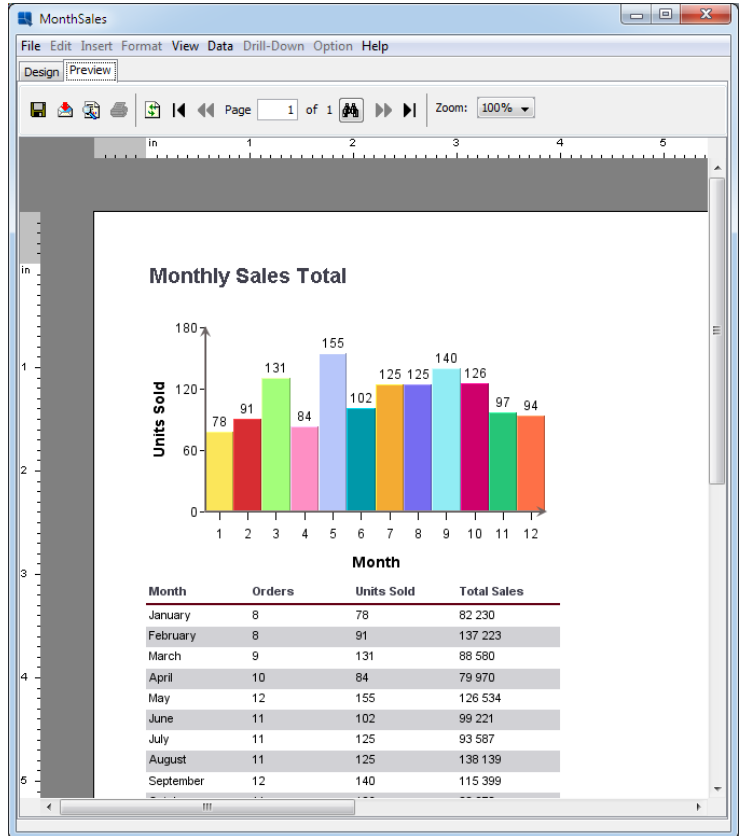 MonthSales
File Edit Insert Format View Data Drill-Down Option Help
Design Preview
Page 1 of 1 Zoom: 100%
in 1 2 3 4 5
in
1
2
3
4
5
Monthly Sales Total
180
120
60
0
Units Sold
78 91 131 84 155 102 125 125 140 126 97 94
1 2 3 4 5 6 7 8 9 10 11 12
Month
Month Orders Units Sold Total Sales
January 8 78 82 230
February 8 91 137 223
March 9 131 88 580
April 10 84 79 970
May 12 155 126 534
June 11 102 99 221
July 11 125 93 587
August 11 125 138 139
September 12 140 115 399